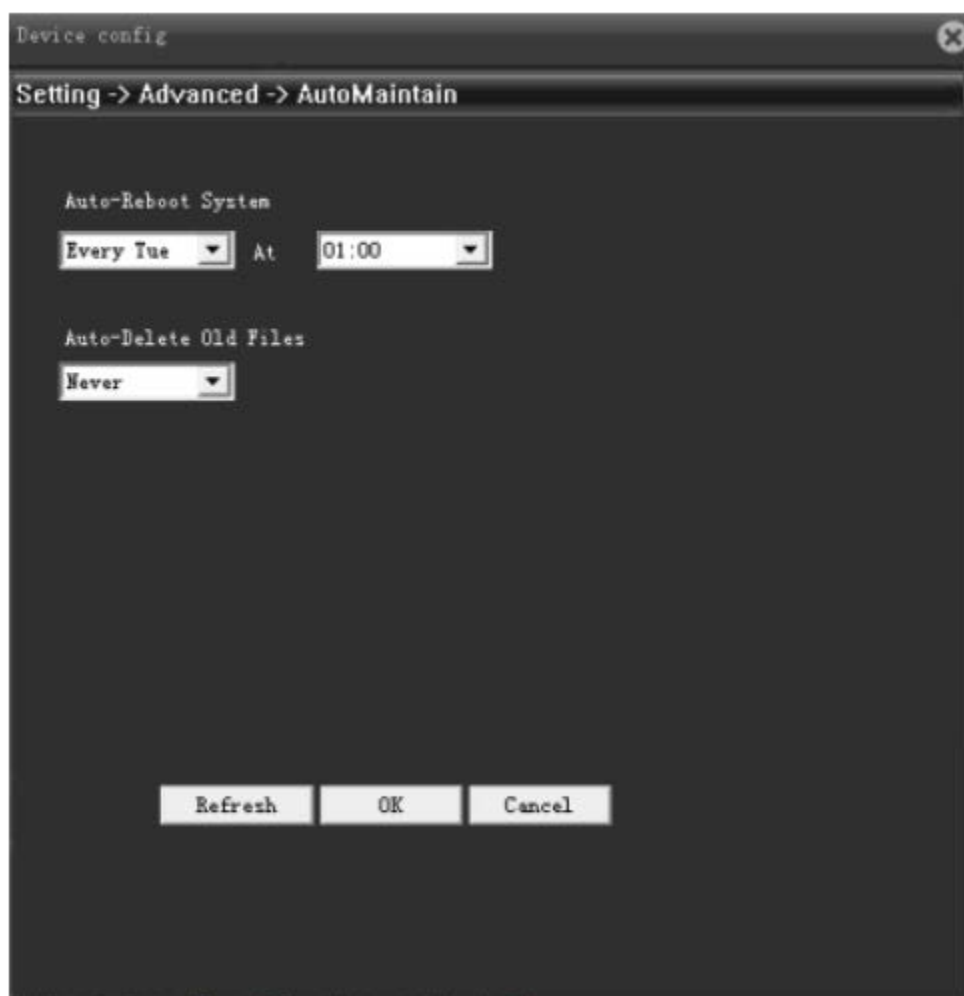 Device config
Setting -> Advanced -> AutoMaintain
Auto-Reboot System
Every Tue At 01:00
Auto-Delete Old Files
Never
Refresh OK Cancel